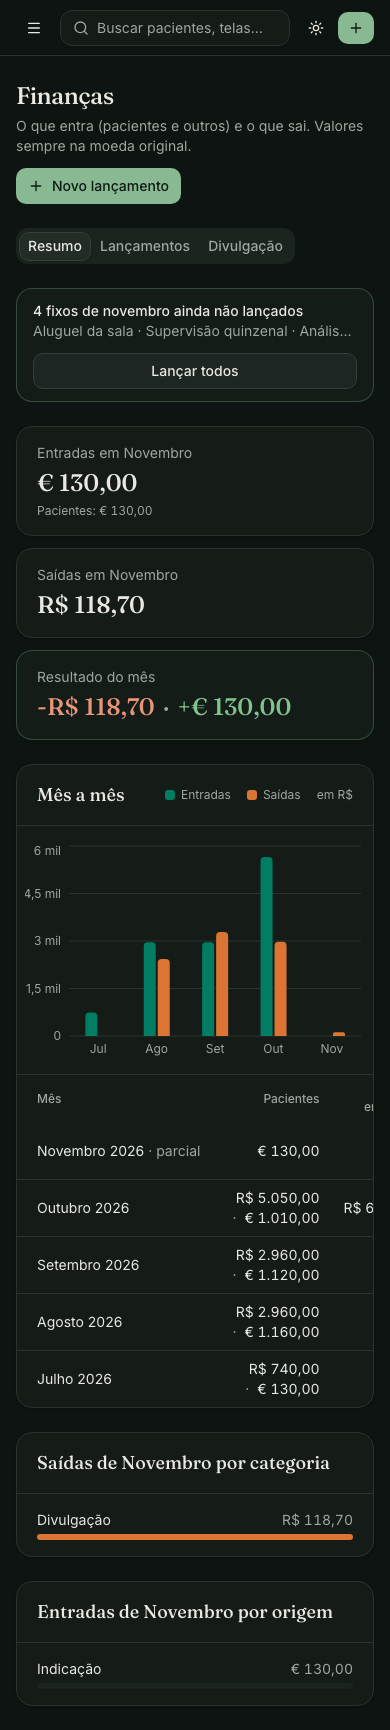 Buscar pacientes, telas...
Finanças
O que entra (pacientes e outros) e o que sai. Valores
sempre na moeda original.
+ Novo lançamento
Resumo Lançamentos Divulgação
4 fixos de novembro ainda não lançados
Aluguel da sala · Supervisão quinzenal · Anális...
Lançar todos
Entradas em Novembro
€ 130,00
Pacientes: € 130,00
Saídas em Novembro
R$ 118,70
Resultado do mês
-R$ 118,70 · +€ 130,00
Mês a mês Entradas Saídas em R$
6 mil
4,5 mil
3 mil
1,5 mil
0
Jul Ago Set Out Nov
Mês Pacientes
Novembro 2026 · parcial € 130,00
Outubro 2026 R$ 5.050,00 · € 1.010,00 R$ 6
Setembro 2026 R$ 2.960,00 · € 1.120,00
Agosto 2026 R$ 2.960,00 · € 1.160,00
Julho 2026 R$ 740,00 · € 130,00
Saídas de Novembro por categoria
Divulgação R$ 118,70
Entradas de Novembro por origem
Indicação € 130,00